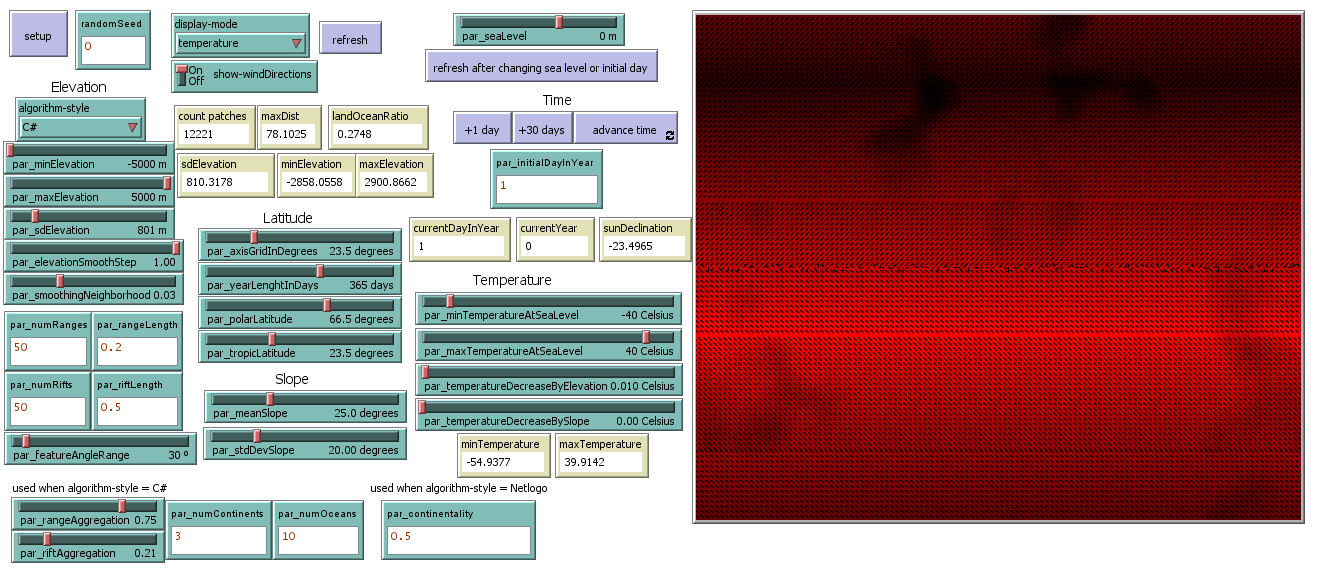 setup
randomSeed
0
display-mode
temperature
refresh
On
Off
show-windDirections
par_seaLevel 0 m
refresh after changing sea level or initial day
Elevation
algorithm-style
C#
count patches
12221
maxDist
78.1025
landOceanRatio
0.2748
Time
+1 day
+30 days
advance time
par_minElevation -5000 m
par_maxElevation 5000 m
par_sdElevation 801 m
par_elevationSmoothStep 1.00
par_smoothingNeighborhood 0.03
sdElevation
810.3178
minElevation
-2858.0558
maxElevation
2900.8662
par_initialDayInYear
1
Latitude
par_axisGridInDegrees 23.5 degrees
par_yearLenghtInDays 365 days
par_polarLatitude 66.5 degrees
par_tropicLatitude 23.5 degrees
currentDayInYear
1
currentYear
0
sunDeclination
-23.4965
Temperature
par_minTemperatureAtSeaLevel -40 Celsius
par_maxTemperatureAtSeaLevel 40 Celsius
par_temperatureDecreaseByElevation 0.010 Celsius
par_temperatureDecreaseBySlope 0.00 Celsius
minTemperature
-54.9377
maxTemperature
39.9142
par_numRanges
50
par_rangeLength
0.2
par_numRifts
50
par_riftLength
0.5
par_featureAngleRange 30 º
Slope
par_meanSlope 25.0 degrees
par_stdDevSlope 20.00 degrees
used when algorithm-style = C#
par_rangeAggregation 0.75
par_riftAggregation 0.21
par_numContinents
3
par_numOceans
10
used when algorithm-style = Netlogo
par_continentality
0.5